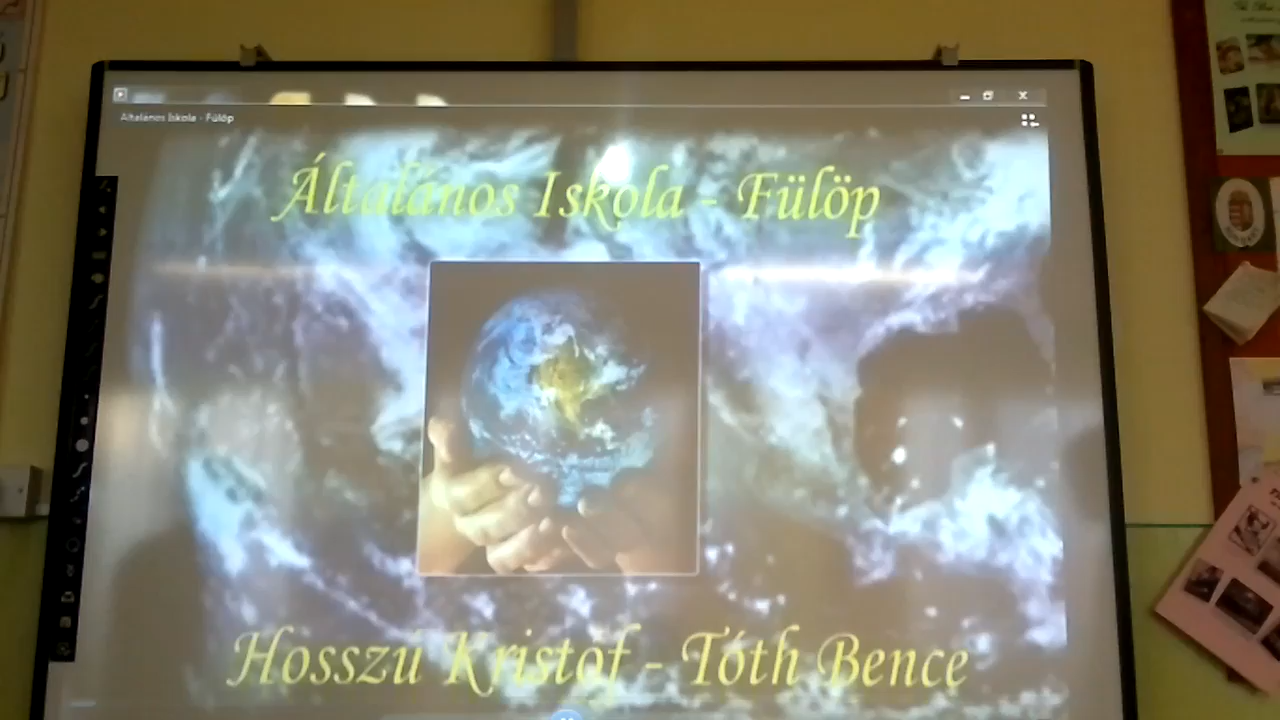 Általános Iskola - Fülöp
Általános Iskola - Fülöp
Hosszú Kristóf - Tóth Bence